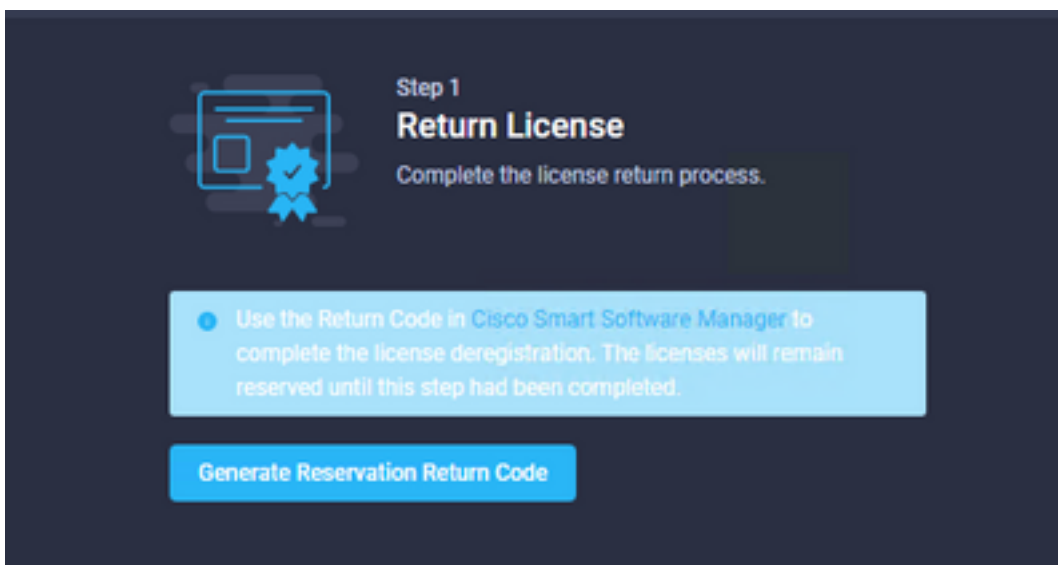 Step 1
Return License
Complete the license return process.
Use the Return Code in Cisco Smart Software Manager to
complete the license deregistration. The licenses will remain
reserved until this step had been completed.
Generate Reservation Return Code